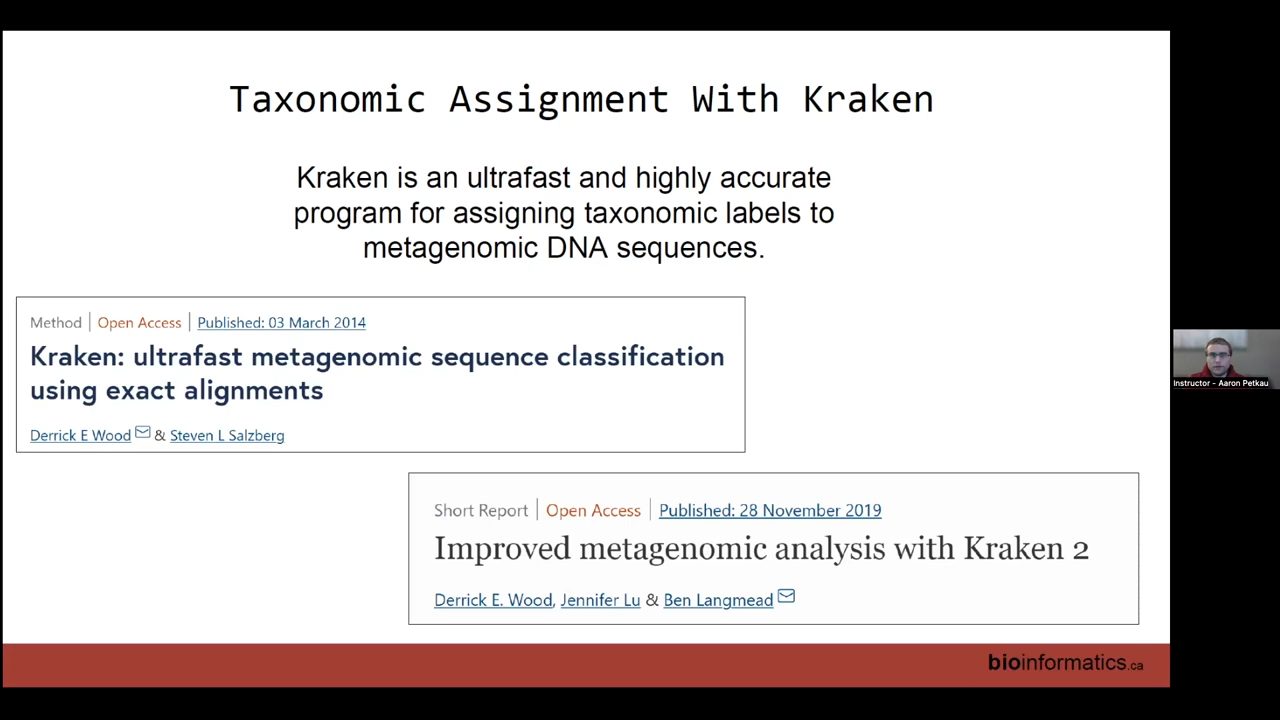 Taxonomic Assignment With Kraken
Kraken is an ultrafast and highly accurate
program for assigning taxonomic labels to
metagenomic DNA sequences.
Method | Open Access | Published: 03 March 2014
Kraken: ultrafast metagenomic sequence classification
using exact alignments
Derrick E Wood & Steven L Salzberg
Short Report | Open Access | Published: 28 November 2019
Improved metagenomic analysis with Kraken 2
Derrick E. Wood, Jennifer Lu & Ben Langmead
bioinformatics.ca
Instructor - Aaron Petkau